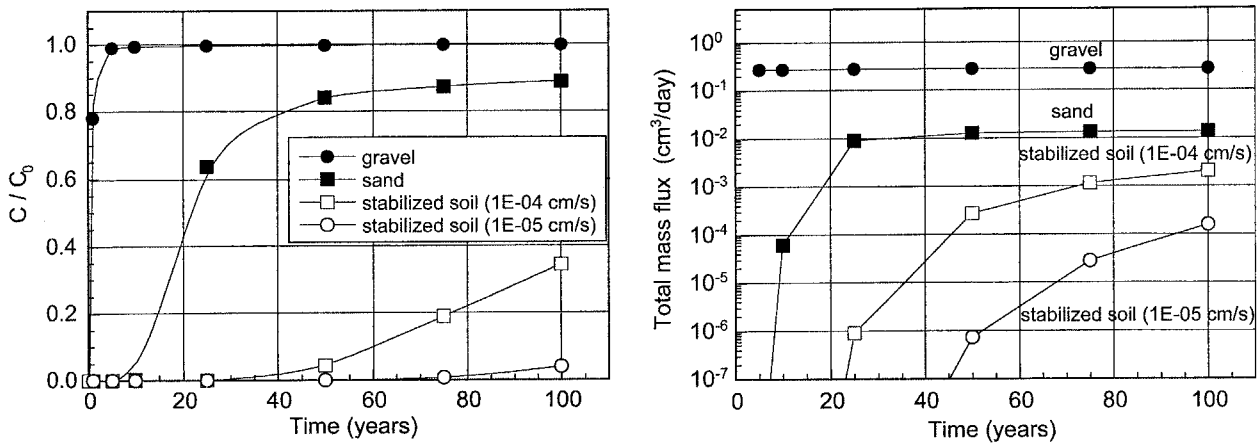 1.0
0.8
0.6
0.4
0.2
0.0
C / C0
0 20 40 60 80 100
Time (years)
gravel
sand
stabilized soil (1E-04 cm/s)
stabilized soil (1E-05 cm/s)
10^0
10^-1
10^-2
10^-3
10^-4
10^-5
10^-6
10^-7
Total mass flux (cm^3/day)
gravel
sand
stabilized soil (1E-04 cm/s)
stabilized soil (1E-05 cm/s)
0 20 40 60 80 100
Time (years)